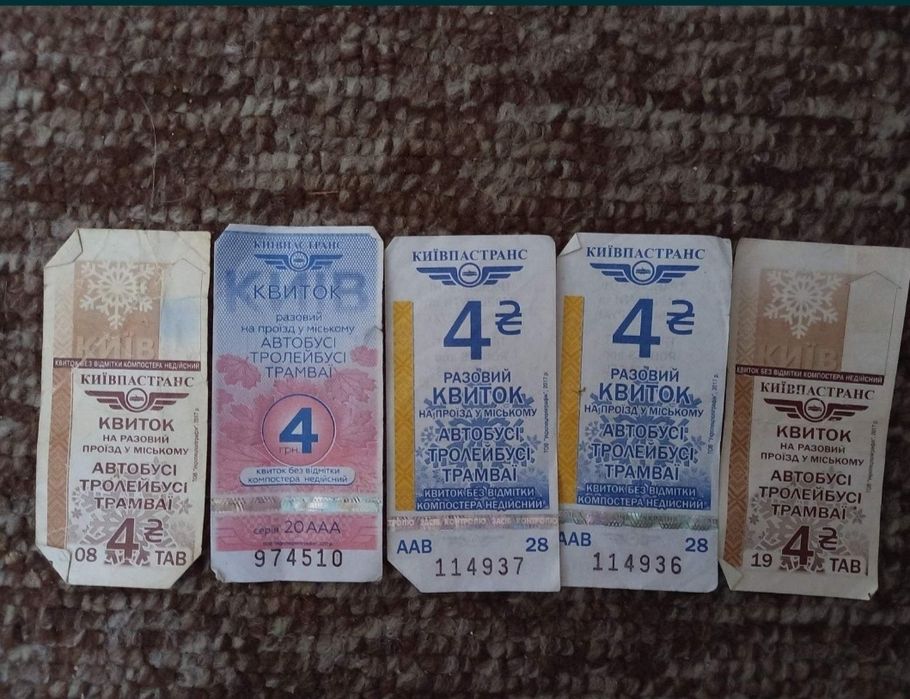 КИЇВ
КВИТОК БЕЗ ВІДМІТКИ КОМПОСТЕРА НЕДІЙСНИЙ
КИЇВПАСТРАНС
КВИТОК
НА РАЗОВИЙ
ПРОЇЗД У МІСЬКОМУ
АВТОБУСІ
ТРОЛЕЙБУСІ
ТРАМВАЇ
4₴
08 ТАВ
КИЇВПАСТРАНС
КИЇВ
КВИТОК
разовий
на проїзд у міському
АВТОБУСІ
ТРОЛЕЙБУСІ
ТРАМВАЇ
4
грн.
квиток без відмітки
компостера недійсний
серія 20ААА
974510
КИЇВПАСТРАНС
4₴
РАЗОВИЙ
КВИТОК
НА ПРОЇЗД У МІСЬКОМУ
АВТОБУСІ
ТРОЛЕЙБУСІ
ТРАМВАЇ
КВИТОК БЕЗ ВІДМІТКИ
КОМПОСТЕРА НЕДІЙСНИЙ
КОНТРОЛЮ ЗАСІБ КОНТРОЛЮ
ААВ 28
114937
КИЇВПАСТРАНС
4₴
РАЗОВИЙ
КВИТОК
НА ПРОЇЗД У МІСЬКОМУ
АВТОБУСІ
ТРОЛЕЙБУСІ
ТРАМВАЇ
КВИТОК БЕЗ ВІДМІТКИ
КОМПОСТЕРА НЕДІЙСНИЙ
ААВ 28
114936
КИЇВ
КВИТОК БЕЗ ВІДМІТКИ КОМПОСТЕРА НЕДІЙСНИЙ
КИЇВПАСТРАНС
КВИТОК
НА РАЗОВИЙ
ПРОЇЗД У МІСЬКОМУ
АВТОБУСІ
ТРОЛЕЙБУСІ
ТРАМВАЇ
4₴
19 ТАВ